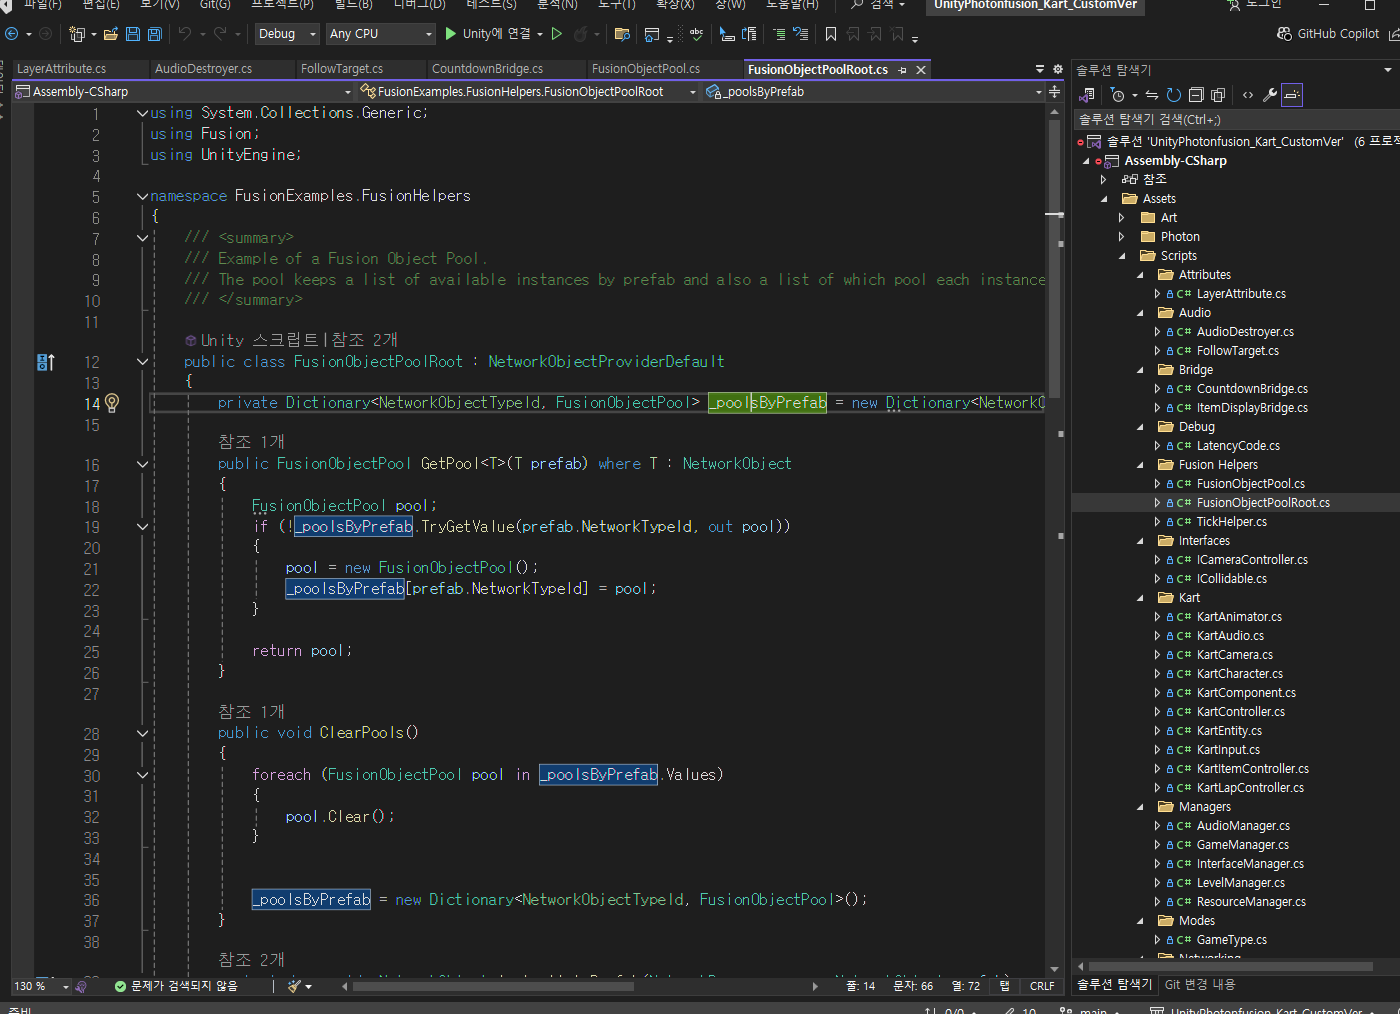 파일(F) 편집(E) 보기(V) Git(G) 프로젝트(P) 빌드(B) 디버그(D) 테스트(S) 분석(N) 도구(T) 확장(X) 창(W) 도움말(H) 검색 UnityPhotonfusion_Kart_CustomVer 로그인
Debug Any CPU Unity에 연결 GitHub Copilot
LayerAttribute.cs AudioDestroyer.cs FollowTarget.cs CountdownBridge.cs FusionObjectPool.cs FusionObjectPoolRoot.cs
Assembly-CSharp FusionExamples.FusionHelpers.FusionObjectPoolRoot _poolsByPrefab
1 using System.Collections.Generic;
2 using Fusion;
3 using UnityEngine;
4
5 namespace FusionExamples.FusionHelpers
6 {
7 /// <summary>
8 /// Example of a Fusion Object Pool.
9 /// The pool keeps a list of available instances by prefab and also a list of which pool each instance
10 /// </summary>
11
Unity 스크립트|참조 2개
12 public class FusionObjectPoolRoot : NetworkObjectProviderDefault
13 {
14 private Dictionary<NetworkObjectTypeId, FusionObjectPool> _poolsByPrefab = new Dictionary<NetworkO
15
참조 1개
16 public FusionObjectPool GetPool<T>(T prefab) where T : NetworkObject
17 {
18 FusionObjectPool pool;
19 if (!_poolsByPrefab.TryGetValue(prefab.NetworkTypeId, out pool))
20 {
21 pool = new FusionObjectPool();
22 _poolsByPrefab[prefab.NetworkTypeId] = pool;
23 }
24
25 return pool;
26 }
27
참조 1개
28 public void ClearPools()
29 {
30 foreach (FusionObjectPool pool in _poolsByPrefab.Values)
31 {
32 pool.Clear();
33 }
34
35
36 _poolsByPrefab = new Dictionary<NetworkObjectTypeId, FusionObjectPool>();
37 }
38
참조 2개
130 % 문제가 검색되지 않음 줄: 14 문자: 66 열: 72 탭 CRLF
솔루션 탐색기
솔루션 탐색기 검색(Ctrl+;)
솔루션 'UnityPhotonfusion_Kart_CustomVer' (6 프로젝
Assembly-CSharp
참조
Assets
Art
Photon
Scripts
Attributes
C# LayerAttribute.cs
Audio
C# AudioDestroyer.cs
C# FollowTarget.cs
Bridge
C# CountdownBridge.cs
C# ItemDisplayBridge.cs
Debug
C# LatencyCode.cs
Fusion Helpers
C# FusionObjectPool.cs
C# FusionObjectPoolRoot.cs
C# TickHelper.cs
Interfaces
C# ICameraController.cs
C# ICollidable.cs
Kart
C# KartAnimator.cs
C# KartAudio.cs
C# KartCamera.cs
C# KartCharacter.cs
C# KartComponent.cs
C# KartController.cs
C# KartEntity.cs
C# KartInput.cs
C# KartItemController.cs
C# KartLapController.cs
Managers
C# AudioManager.cs
C# GameManager.cs
C# InterfaceManager.cs
C# LevelManager.cs
C# ResourceManager.cs
Modes
C# GameType.cs
Networking
솔루션 탐색기 Git 변경 내용
준비 0/0 10 main UnityPhotonfusion_Kart_CustomVer